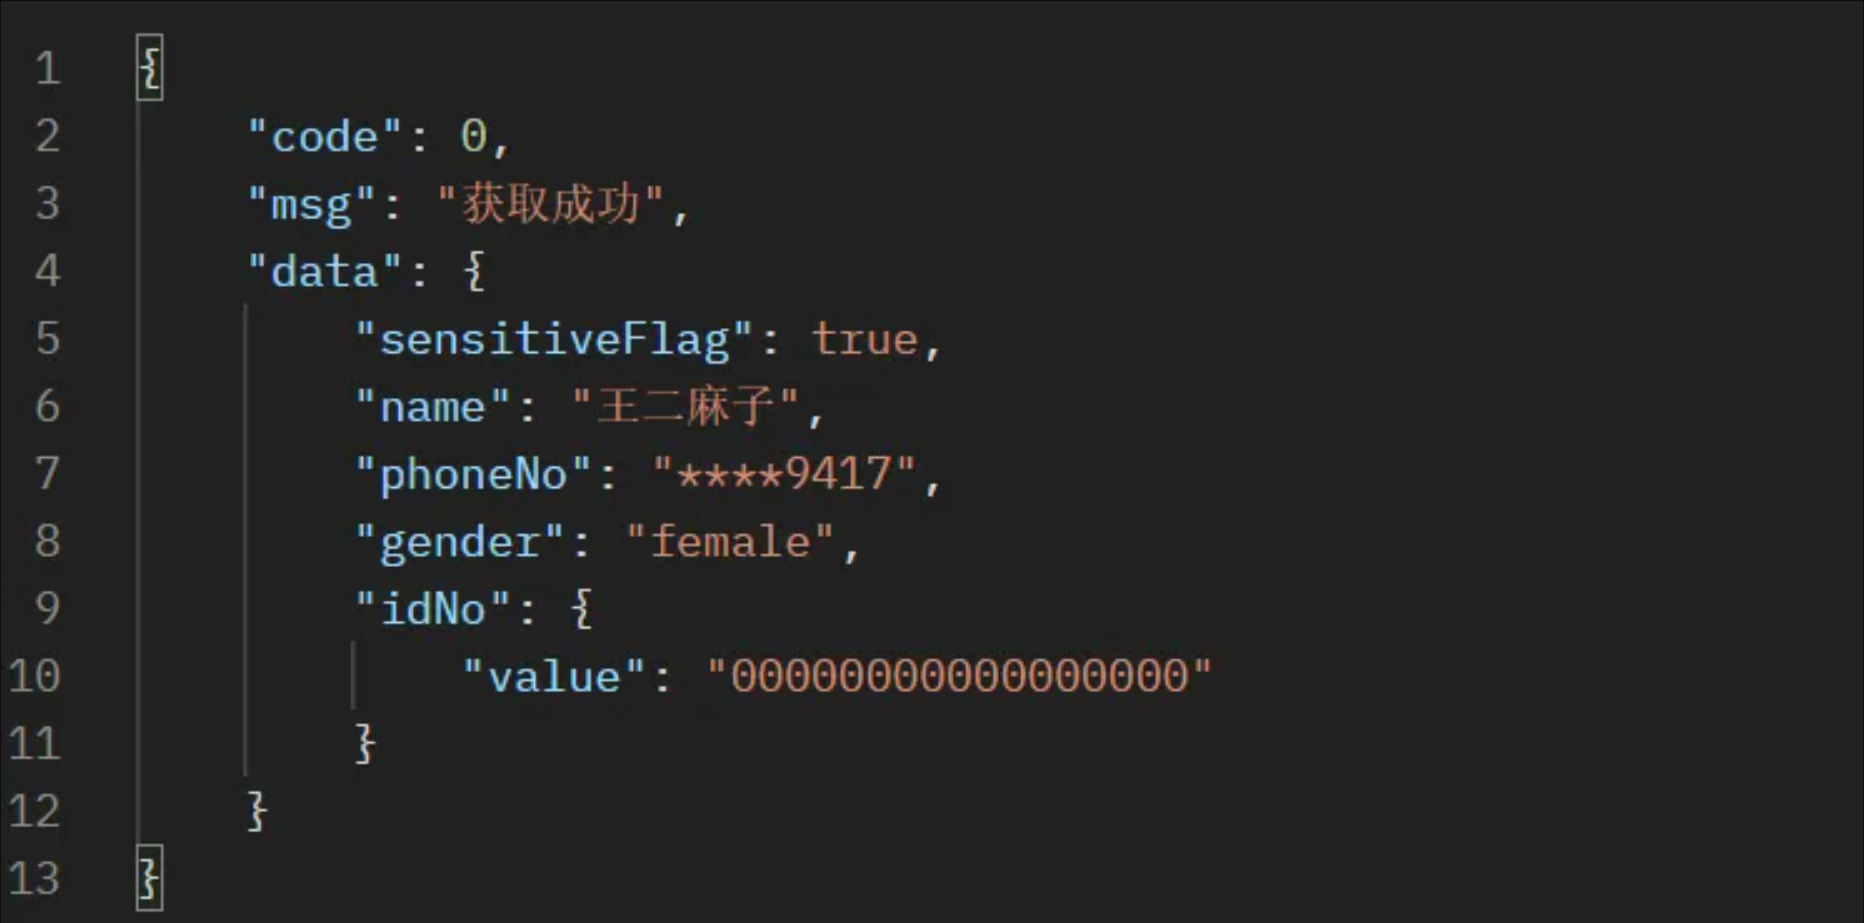 1 {
2 "code": 0,
3 "msg": "获取成功",
4 "data": {
5 "sensitiveFlag": true,
6 "name": "王二麻子",
7 "phoneNo": "****9417",
8 "gender": "female",
9 "idNo": {
10 "value": "00000000000000000"
11 }
12 }
13 }